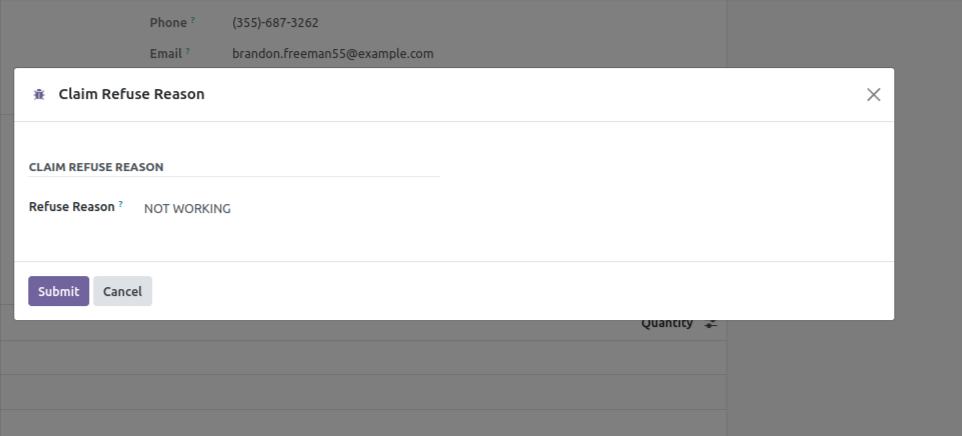 Phone ? (355)-687-3262
Email ? brandon.freeman55@example.com
Claim Refuse Reason
CLAIM REFUSE REASON
Refuse Reason ? NOT WORKING
Submit Cancel
Quantity